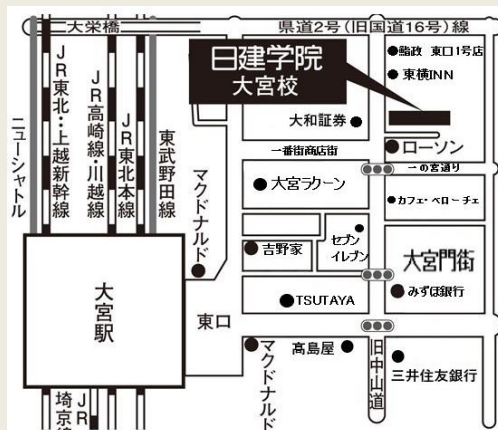 大栄橋
県道2号(旧国道16号)線
日建学院
大宮校
鮨政 東口1号店
東横INN
大和証券
ローソン
一番街商店街
一の宮通り
大宮ラクーン
カフェ・ベローチェ
ニューシャトル
JR東北・上越新幹線
JR高崎線・川越線
JR東北本線
東武野田線
マクドナルド
吉野家
セブン
イレブン
大宮門街
みずほ銀行
TSUTAYA
大宮駅
東口
マクドナルド
高島屋
旧中山道
三井住友銀行
JR
埼京線